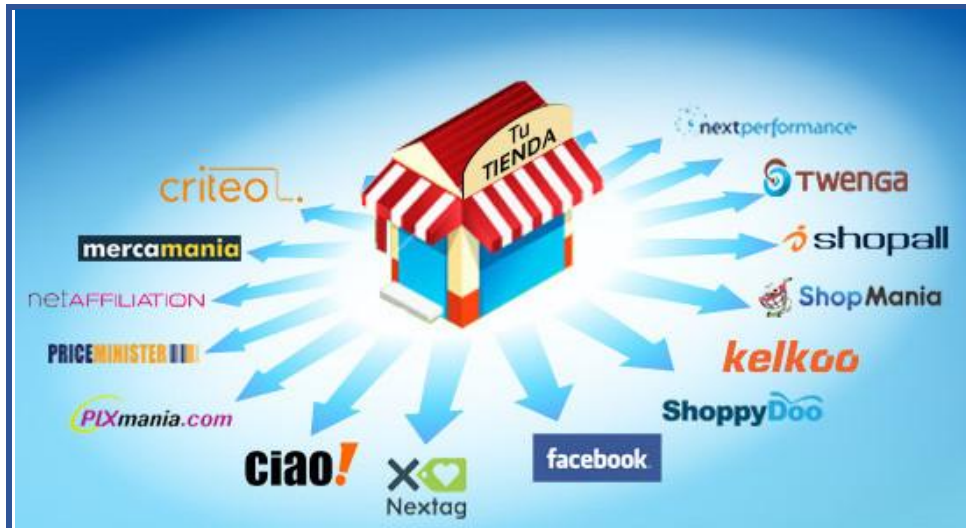 Tu
TIENDA
nextperformance
criteo
TWENGA
mercamania
shopall
netAFFILIATION
ShopMania
PRICEMINISTER
kelkoo
PIXmania.com
ShoppyDoo
ciao!
facebook
Nextag